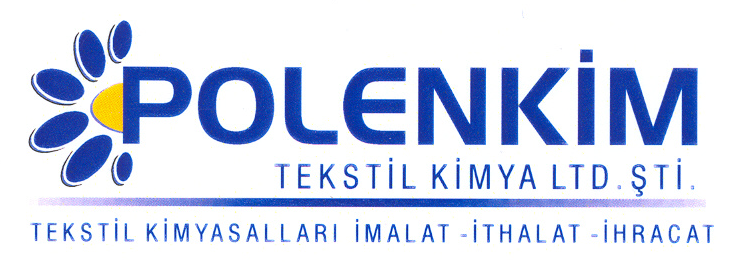 POLENKİM
TEKSTİL KİMYA LTD. ŞTİ.
TEKSTİL KİMYASALLARI İMALAT -İTHALAT -İHRACAT